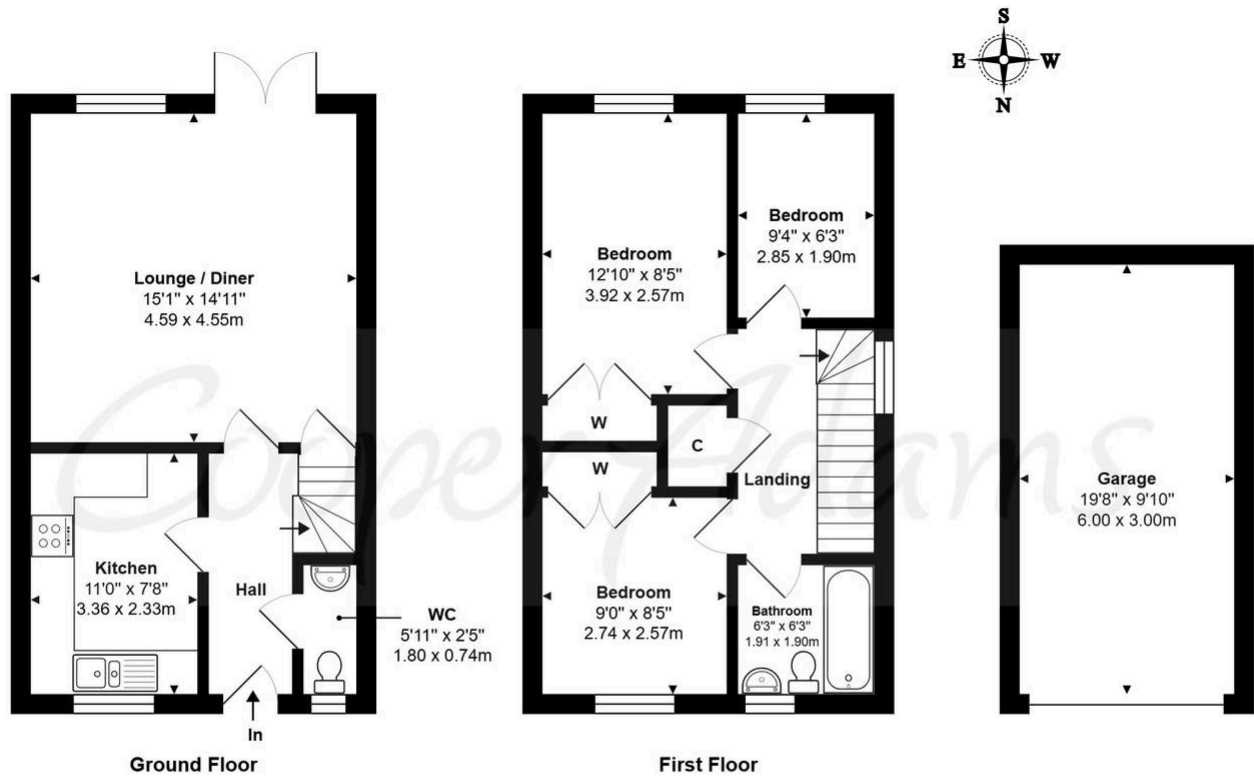 S
E W
N
Lounge / Diner
15'1" x 14'11"
4.59 x 4.55m
Kitchen
11'0" x 7'8"
3.36 x 2.33m
Hall
WC
5'11" x 2'5"
1.80 x 0.74m
In
Ground Floor
Bedroom
12'10" x 8'5"
3.92 x 2.57m
Bedroom
9'4" x 6'3"
2.85 x 1.90m
W
C
W
Landing
Bedroom
9'0" x 8'5"
2.74 x 2.57m
Bathroom
6'3" x 6'3"
1.91 x 1.90m
First Floor
Garage
19'8" x 9'10"
6.00 x 3.00m
Cooper Adams